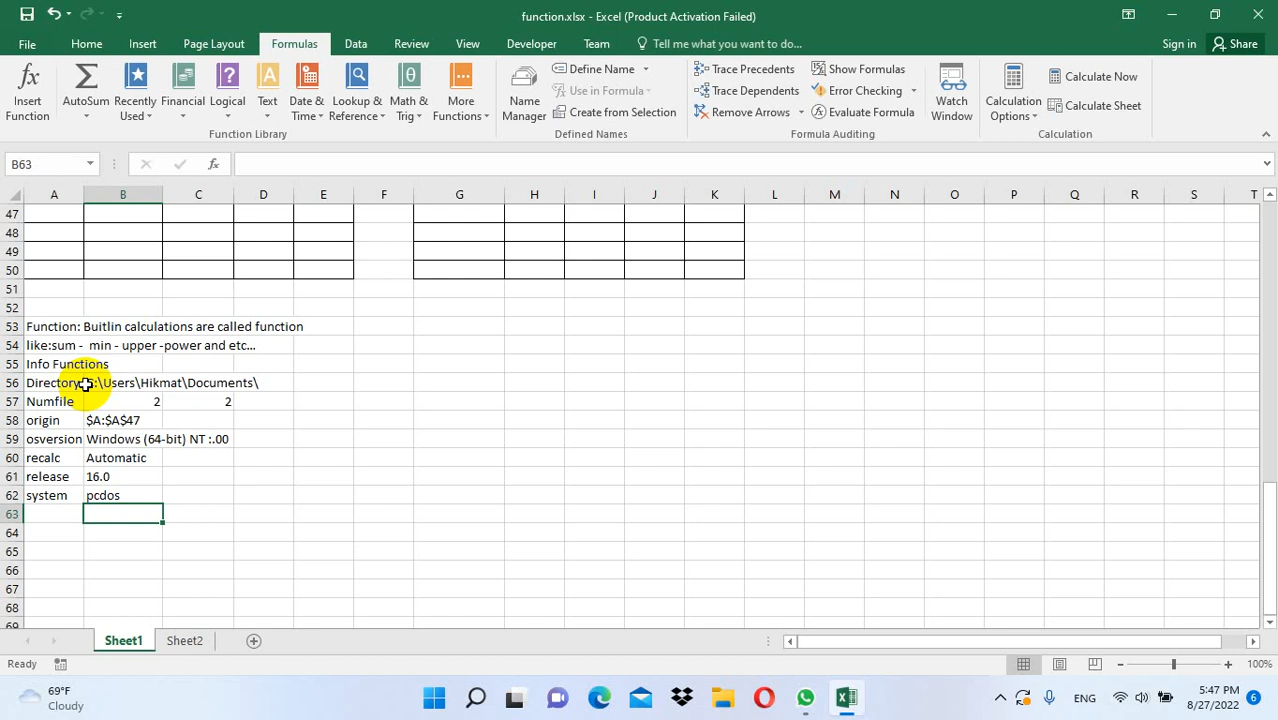 function.xlsx - Excel (Product Activation Failed)
File Home Insert Page Layout Formulas Data Review View Developer Team Tell me what you want to do... Sign in Share
Insert Function
AutoSum
Recently Used
Financial
Logical
Text
Date & Time
Lookup & Reference
Math & Trig
More Functions
Function Library
Name Manager
Define Name
Use in Formula
Create from Selection
Defined Names
Trace Precedents
Trace Dependents
Remove Arrows
Show Formulas
Error Checking
Evaluate Formula
Formula Auditing
Watch Window
Calculation Options
Calculate Now
Calculate Sheet
Calculation
B63 fx
A B C D E F G H I J K L M N O P Q R S T
47
48
49
50
51
52
53 Function: Buitlin calculations are called function
54 like:sum - min - upper -power and etc...
55 Info Functions
56 Directory :\Users\Hikmat\Documents\
57 Numfile 2 2
58 origin $A:$A$47
59 osversion Windows (64-bit) NT :.00
60 recalc Automatic
61 release 16.0
62 system pcdos
63
64
65
66
67
68
69
Sheet1 Sheet2
Ready 100%
69°F
Cloudy
ENG
5:47 PM
8/27/2022
6